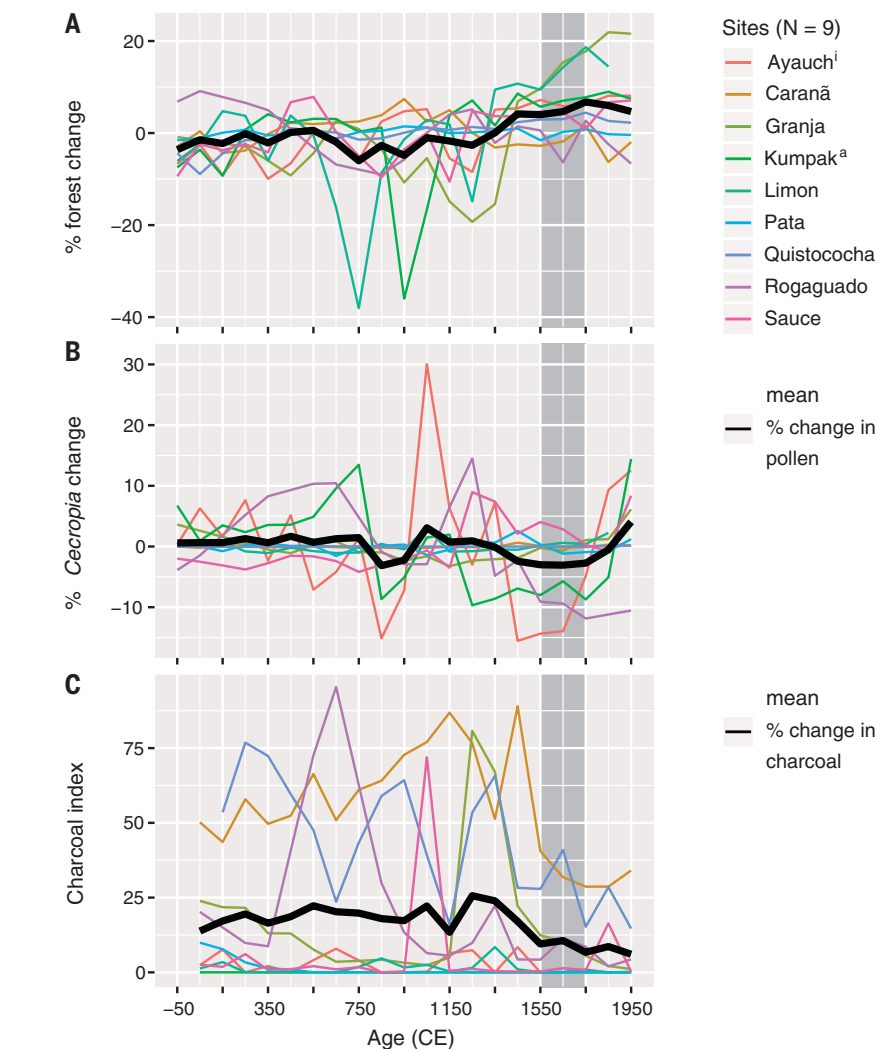 A
20
0
−20
−40
% forest change
B
30
20
10
0
−10
% Cecropia change
C
75
50
25
0
Charcoal index
−50 350 750 1150 1550 1950
Age (CE)
Sites (N = 9)
Ayauchⁱ
Caranã
Granja
Kumpakᵃ
Limon
Pata
Quistococha
Rogaguado
Sauce
mean
% change in
pollen
mean
% change in
charcoal